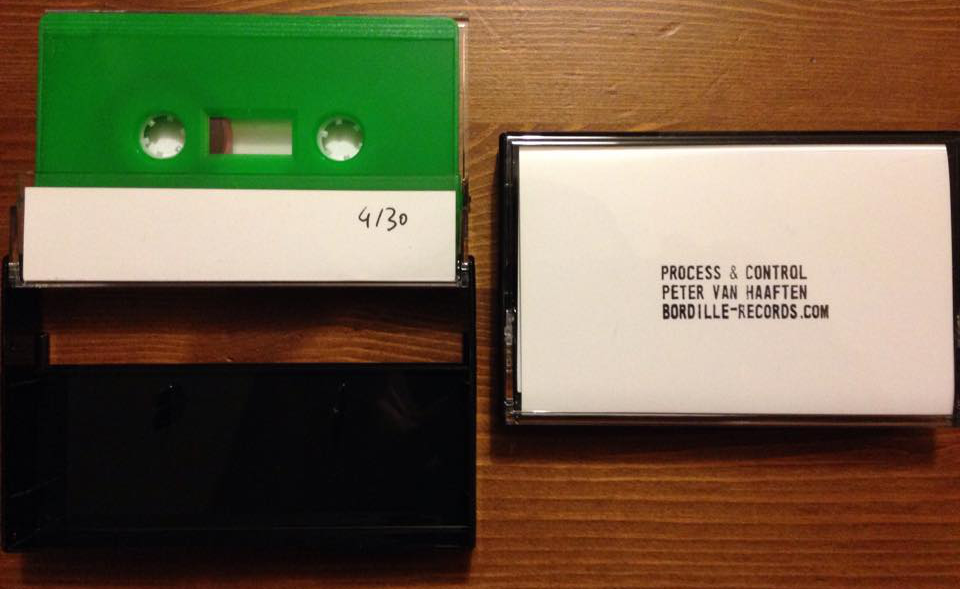 4/30
PROCESS & CONTROL
PETER VAN HAAFTEN
BORDILLE-RECORDS.COM